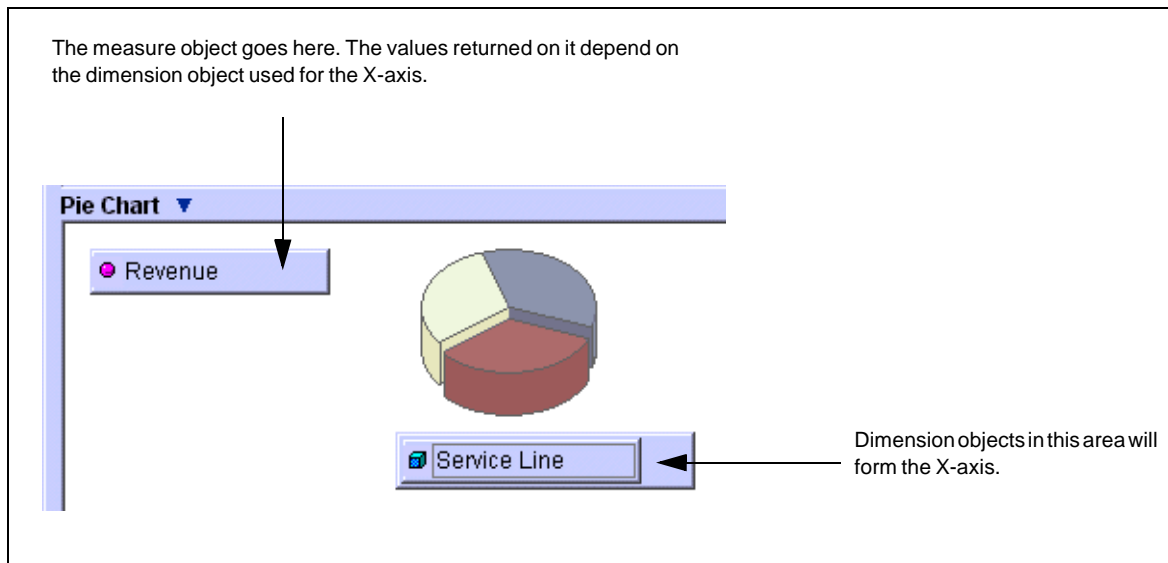 The measure object goes here. The values returned on it depend on
the dimension object used for the X-axis.
Pie Chart
Revenue
Service Line
Dimension objects in this area will
form the X-axis.